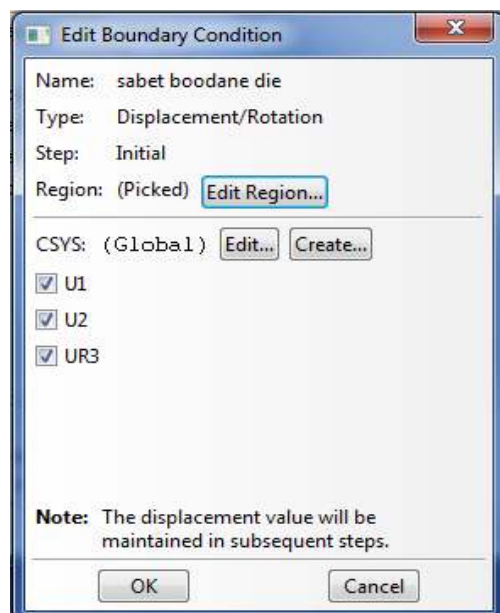 Edit Boundary Condition
Name: sabet boodane die
Type: Displacement/Rotation
Step: Initial
Region: (Picked) Edit Region...
CSYS: (Global) Edit... Create...
U1
U2
UR3
Note: The displacement value will be
maintained in subsequent steps.
OK Cancel